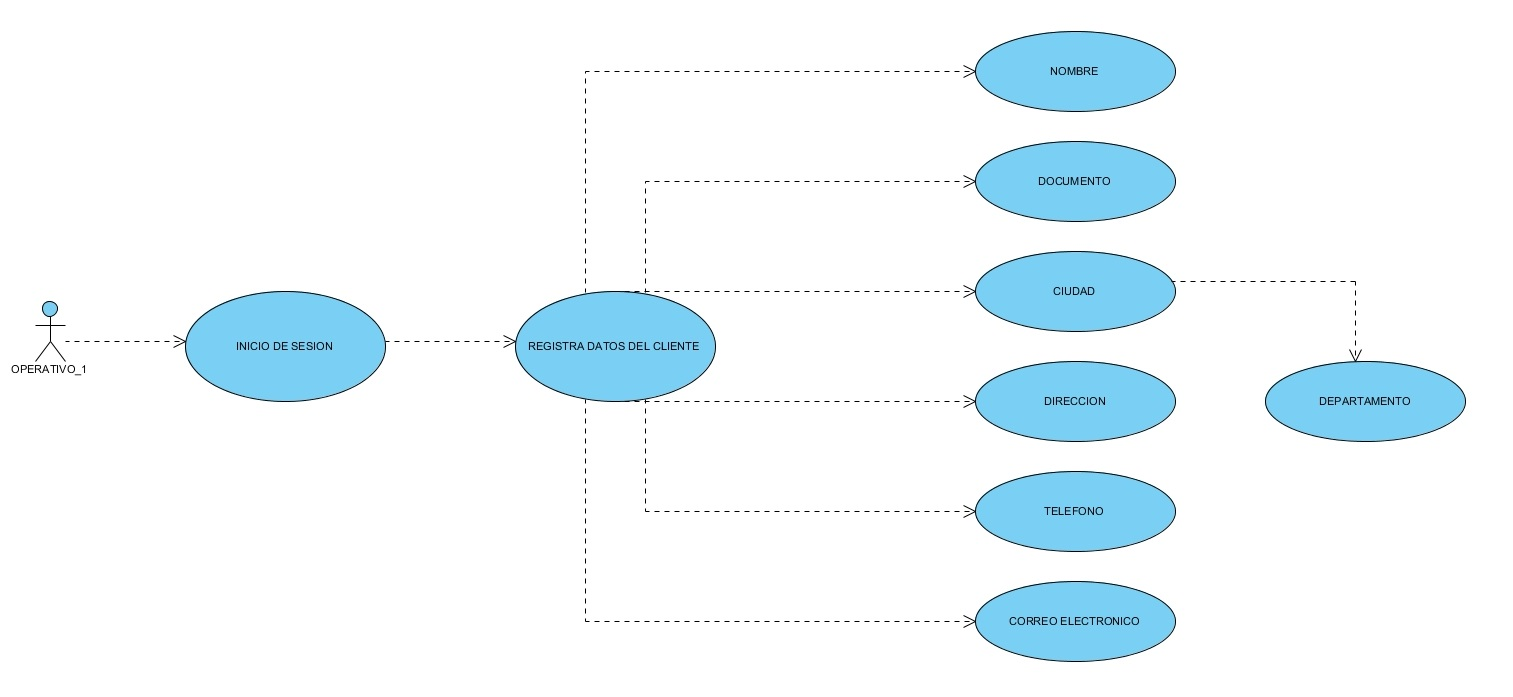 NOMBRE
DOCUMENTO
CIUDAD
OPERATIVO_1
INICIO DE SESION
REGISTRA DATOS DEL CLIENTE
DIRECCION
DEPARTAMENTO
TELEFONO
CORREO ELECTRONICO